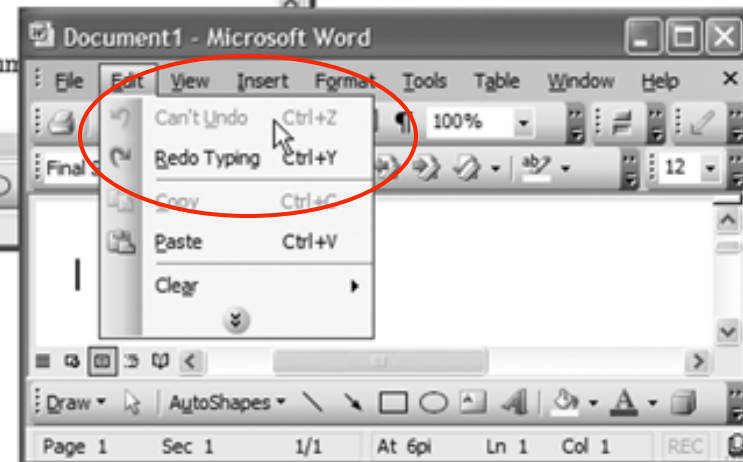 Document1 - Microsoft Word
File Edit View Insert Format Tools Table Window Help
100%
Can't Undo Ctrl+Z
Redo Typing Ctrl+Y
Final 12
Copy Ctrl+C
Paste Ctrl+V
Clear
Draw AutoShapes A
Page 1 Sec 1 1/1 At 6pi Ln 1 Col 1 REC